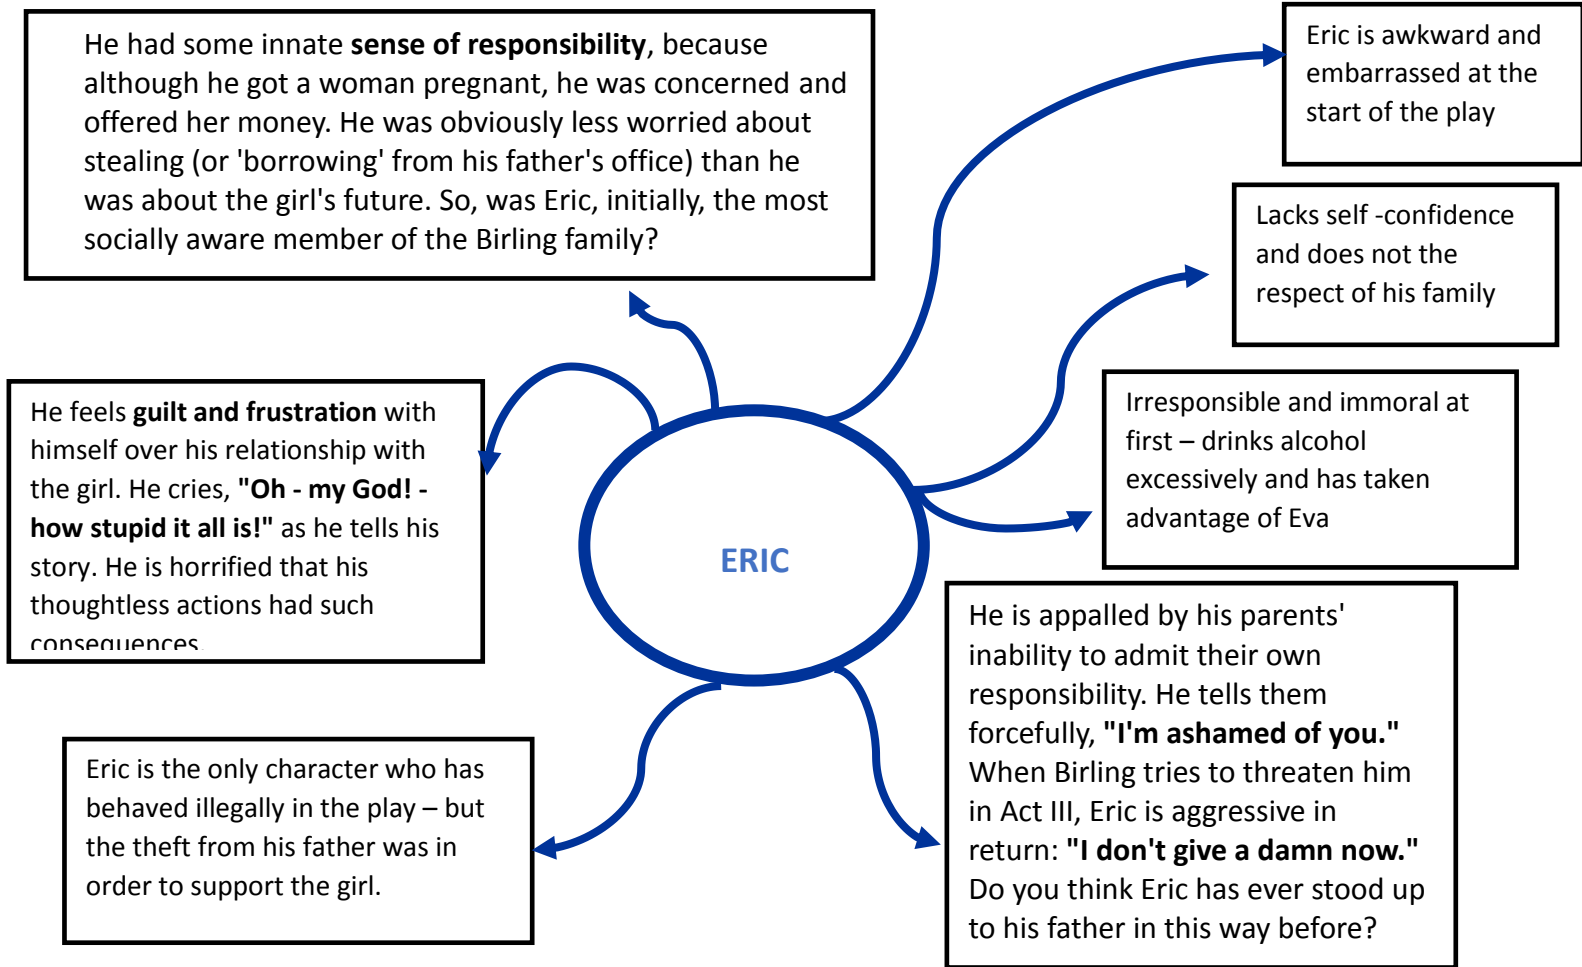 He had some innate sense of responsibility, because
although he got a woman pregnant, he was concerned and
offered her money. He was obviously less worried about
stealing (or 'borrowing' from his father's office) than he
was about the girl's future. So, was Eric, initially, the most
socially aware member of the Birling family?
Eric is awkward and
embarrassed at the
start of the play
Lacks self -confidence
and does not the
respect of his family
He feels guilt and frustration with
himself over his relationship with
the girl. He cries, "Oh - my God! -
how stupid it all is!" as he tells his
story. He is horrified that his
thoughtless actions had such
consequences.
Irresponsible and immoral at
first – drinks alcohol
excessively and has taken
advantage of Eva
ERIC
He is appalled by his parents'
inability to admit their own
responsibility. He tells them
forcefully, "I'm ashamed of you."
When Birling tries to threaten him
in Act III, Eric is aggressive in
return: "I don't give a damn now."
Do you think Eric has ever stood up
to his father in this way before?
Eric is the only character who has
behaved illegally in the play – but
the theft from his father was in
order to support the girl.